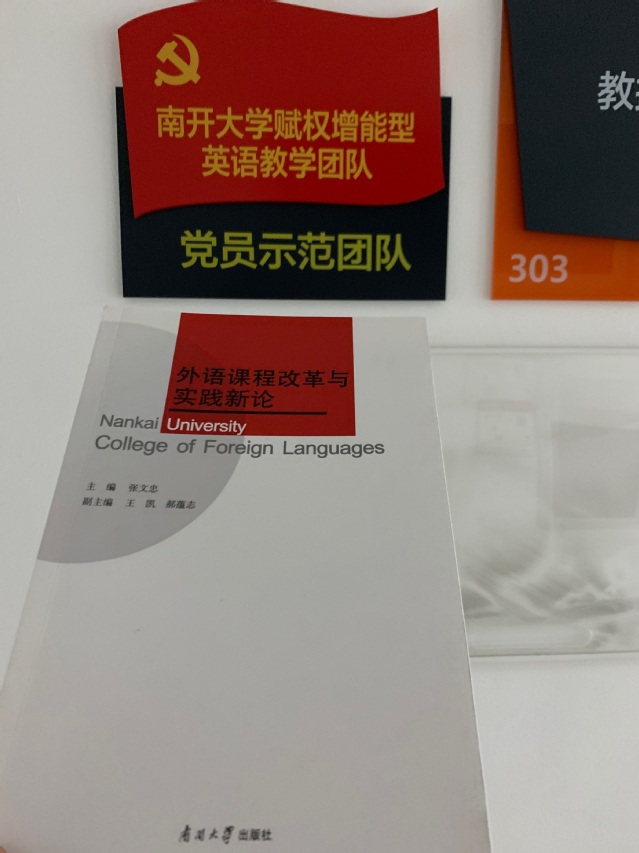 南开大学赋权增能型
英语教学团队
党员示范团队
教
303
外语课程改革与
实践新论
Nankai University
College of Foreign Languages
主 编 张文忠
副主编 王 凯 郝蕴志
南开大学出版社